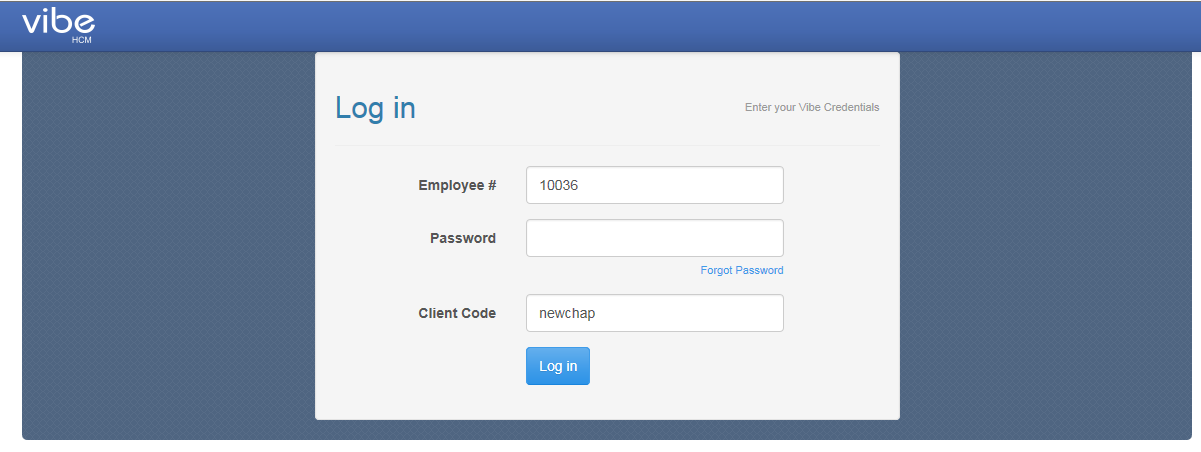 vibe
HCM
Log in
Enter your Vibe Credentials
Employee #
10036
Password
Forgot Password
Client Code
newchap
Log in